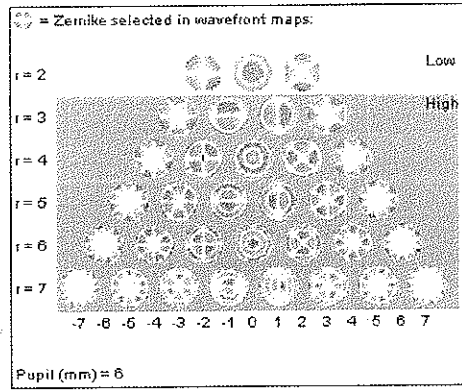 = Zernike selected in wavefront maps:
r = 2 Low
r = 3 High
r = 4
r = 5
r = 6
r = 7
-7 -6 -5 -4 -3 -2 -1 0 1 2 3 4 5 6 7
Pupil (mm) = 6